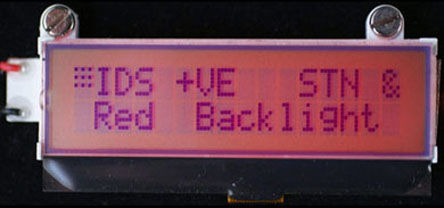 IDS +VE STN &
Red Backlight